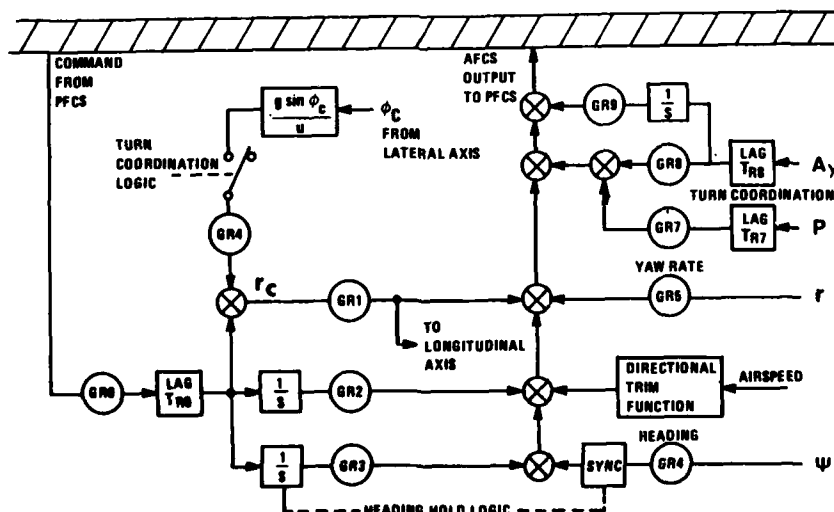 COMMAND
FROM
PFCS
AFCS
OUTPUT
TO PFCS
g sin φC
u
φC
FROM
LATERAL AXIS
TURN
COORDINATION
LOGIC
GR9
1
S
GR8
LAG
TR8
Ay
TURN COORDINATION
GR7
LAG
TR7
P
GR4
rC
GR1
YAW RATE
GR5
r
TO
LONGITUDINAL
AXIS
GR6
LAG
TR6
1
S
GR2
DIRECTIONAL
TRIM
FUNCTION
AIRSPEED
1
S
GR3
SYNC
HEADING
GR4
Ψ
HEADING HOLD LOGIC